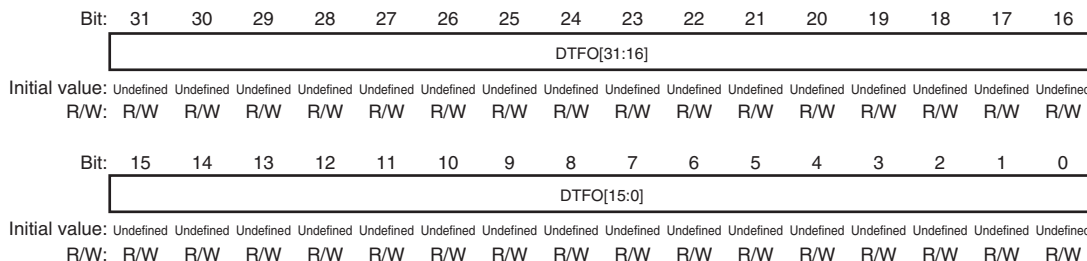 Bit: 31 30 29 28 27 26 25 24 23 22 21 20 19 18 17 16
DTFO[31:16]
Initial value: Undefined Undefined Undefined Undefined Undefined Undefined Undefined Undefined Undefined Undefined Undefined Undefined Undefined Undefined Undefined Undefined
R/W: R/W R/W R/W R/W R/W R/W R/W R/W R/W R/W R/W R/W R/W R/W R/W R/W
Bit: 15 14 13 12 11 10 9 8 7 6 5 4 3 2 1 0
DTFO[15:0]
Initial value: Undefined Undefined Undefined Undefined Undefined Undefined Undefined Undefined Undefined Undefined Undefined Undefined Undefined Undefined Undefined Undefined
R/W: R/W R/W R/W R/W R/W R/W R/W R/W R/W R/W R/W R/W R/W R/W R/W R/W